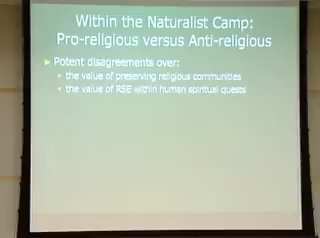 Within the Naturalist Camp:
Pro-religious versus Anti-religious
Potent disagreements over:
the value of preserving religious communities
the value of RSE within human spiritual quests